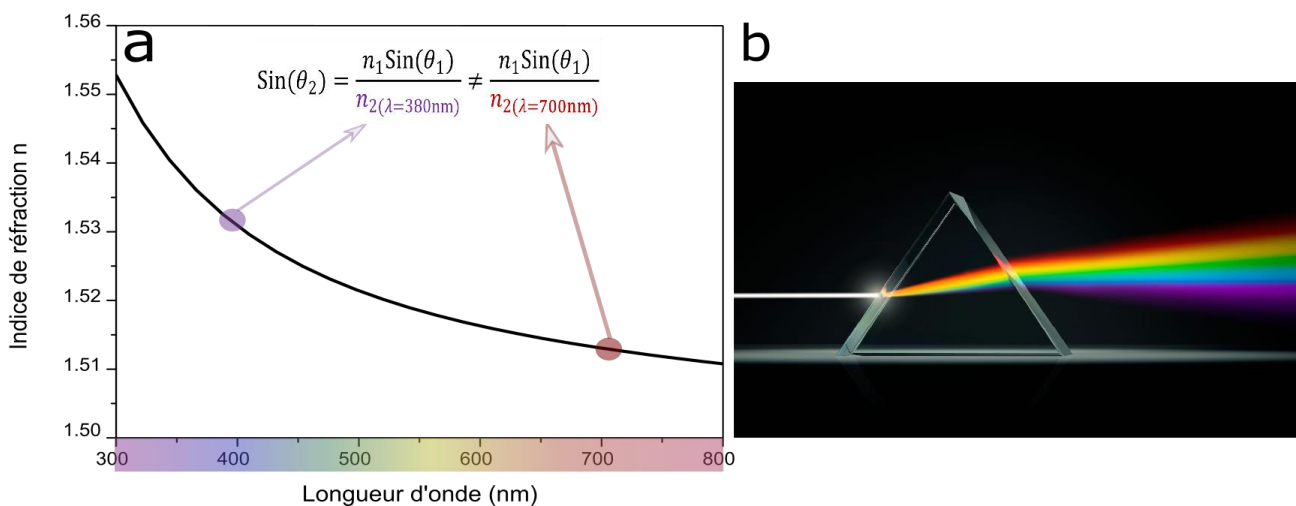 a
b
Sin(θ₂) = n₁Sin(θ₁) / n₂(λ=380nm) ≠ n₁Sin(θ₁) / n₂(λ=700nm)
Indice de réfraction n
1.56
1.55
1.54
1.53
1.52
1.51
1.50
300 400 500 600 700 800
Longueur d'onde (nm)